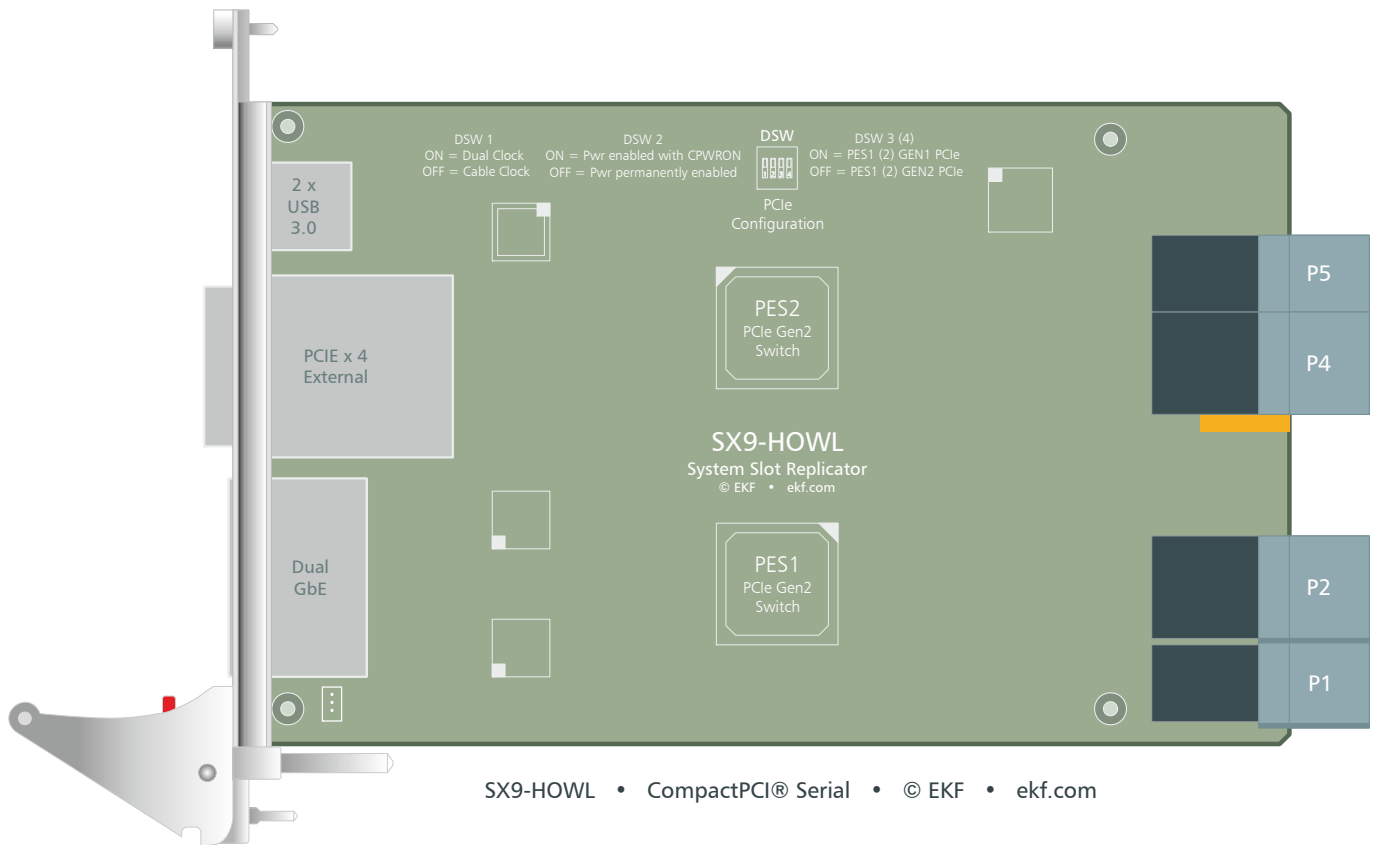 DSW 1
ON = Dual Clock
OFF = Cable Clock
DSW 2
ON = Pwr enabled with CPWRON
OFF = Pwr permanently enabled
DSW
PCIe
Configuration
DSW 3 (4)
ON = PES1 (2) GEN1 PCIe
OFF = PES1 (2) GEN2 PCIe
2 x
USB
3.0
PES2
PCIe Gen2
Switch
P5
P4
PCIE x 4
External
SX9-HOWL
System Slot Replicator
© EKF • ekf.com
Dual
GbE
PES1
PCIe Gen2
Switch
P2
P1
SX9-HOWL • CompactPCI® Serial • © EKF • ekf.com